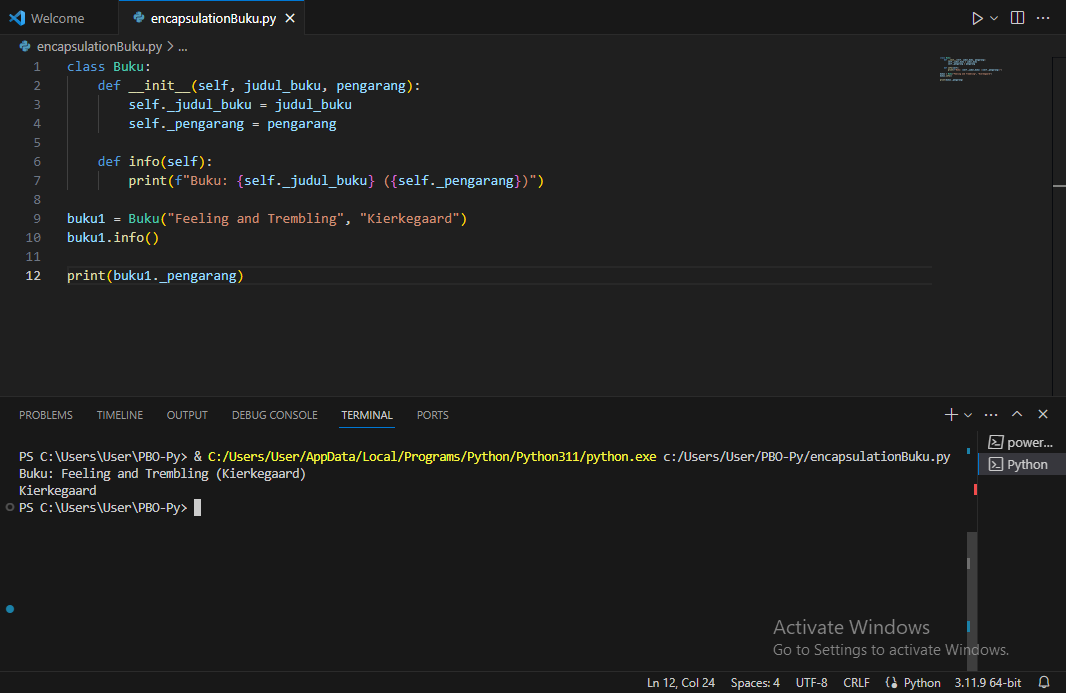 Welcome
encapsulationBuku.py
encapsulationBuku.py > ...
1 class Buku:
2     def __init__(self, judul_buku, pengarang):
3         self._judul_buku = judul_buku
4         self._pengarang = pengarang
5
6     def info(self):
7         print(f"Buku: {self._judul_buku} ({self._pengarang})")
8
9 buku1 = Buku("Feeling and Trembling", "Kierkegaard")
10 buku1.info()
11
12 print(buku1._pengarang)
PROBLEMS TIMELINE OUTPUT DEBUG CONSOLE TERMINAL PORTS
power...
Python
PS C:\Users\User\PBO-Py> & C:/Users/User/AppData/Local/Programs/Python/Python311/python.exe c:/Users/User/PBO-Py/encapsulationBuku.py
Buku: Feeling and Trembling (Kierkegaard)
Kierkegaard
PS C:\Users\User\PBO-Py>
Activate Windows
Go to Settings to activate Windows.
Ln 12, Col 24 Spaces: 4 UTF-8 CRLF Python 3.11.9 64-bit